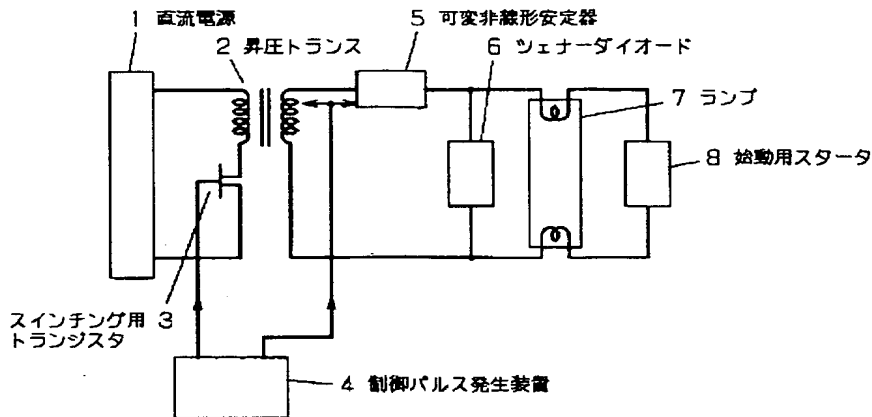 1 直流電源
2 昇圧トランス
5 可変非線形安定器
6 ツェナーダイオード
7 ランプ
8 始動用スタータ
スインチング用 3
トランジスタ
4 制御パルス発生装置